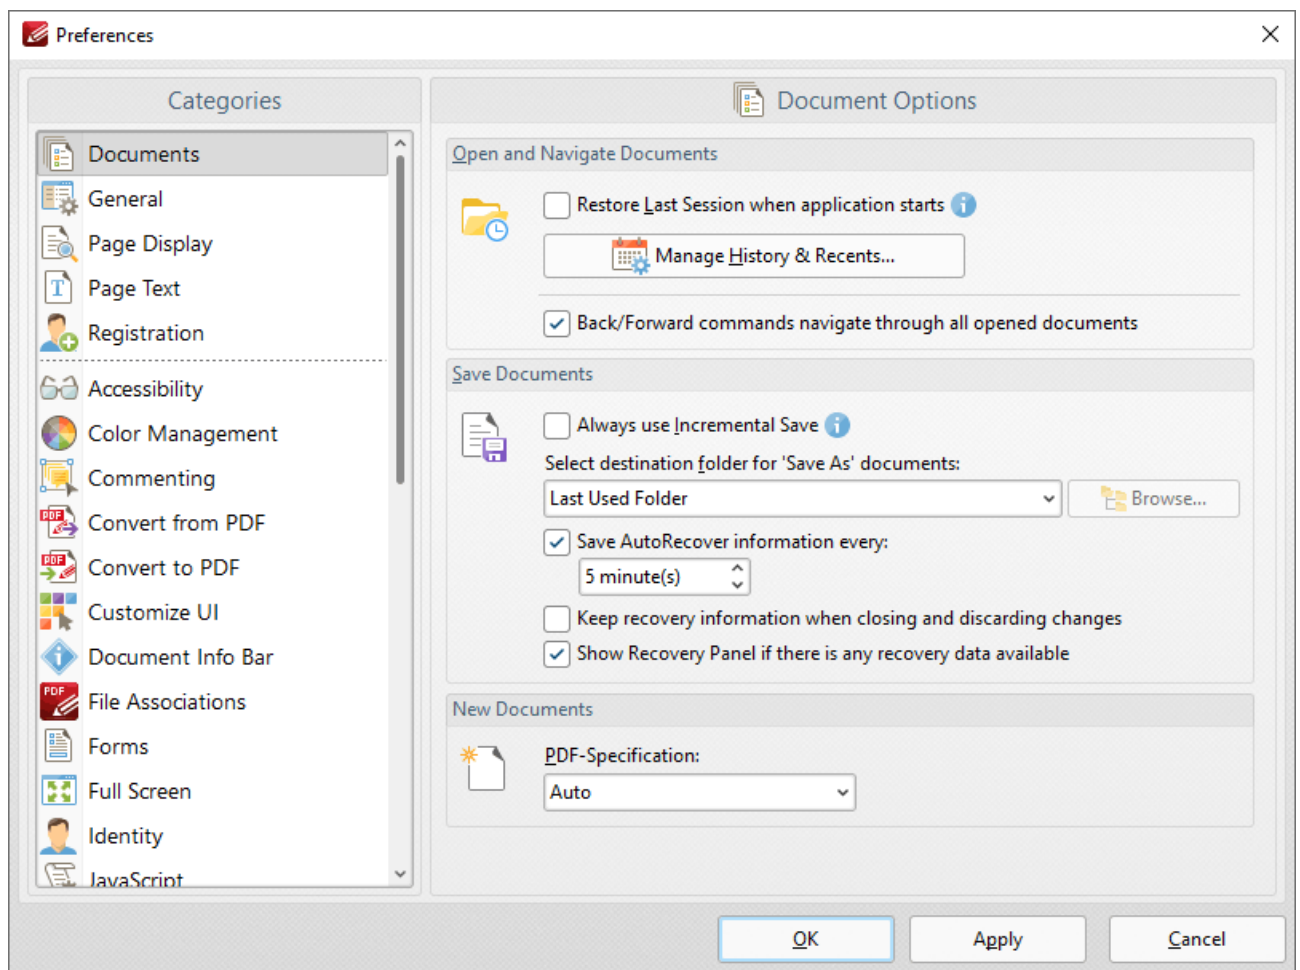 Preferences
Categories
Documents
General
Page Display
Page Text
Registration
Accessibility
Color Management
Commenting
Convert from PDF
Convert to PDF
Customize UI
Document Info Bar
File Associations
Forms
Full Screen
Identity
JavaScript
Document Options
Open and Navigate Documents
Restore Last Session when application starts
Manage History & Recents...
Back/Forward commands navigate through all opened documents
Save Documents
Always use Incremental Save
Select destination folder for 'Save As' documents:
Last Used Folder
Browse...
Save AutoRecover information every:
5 minute(s)
Keep recovery information when closing and discarding changes
Show Recovery Panel if there is any recovery data available
New Documents
PDF-Specification:
Auto
OK
Apply
Cancel